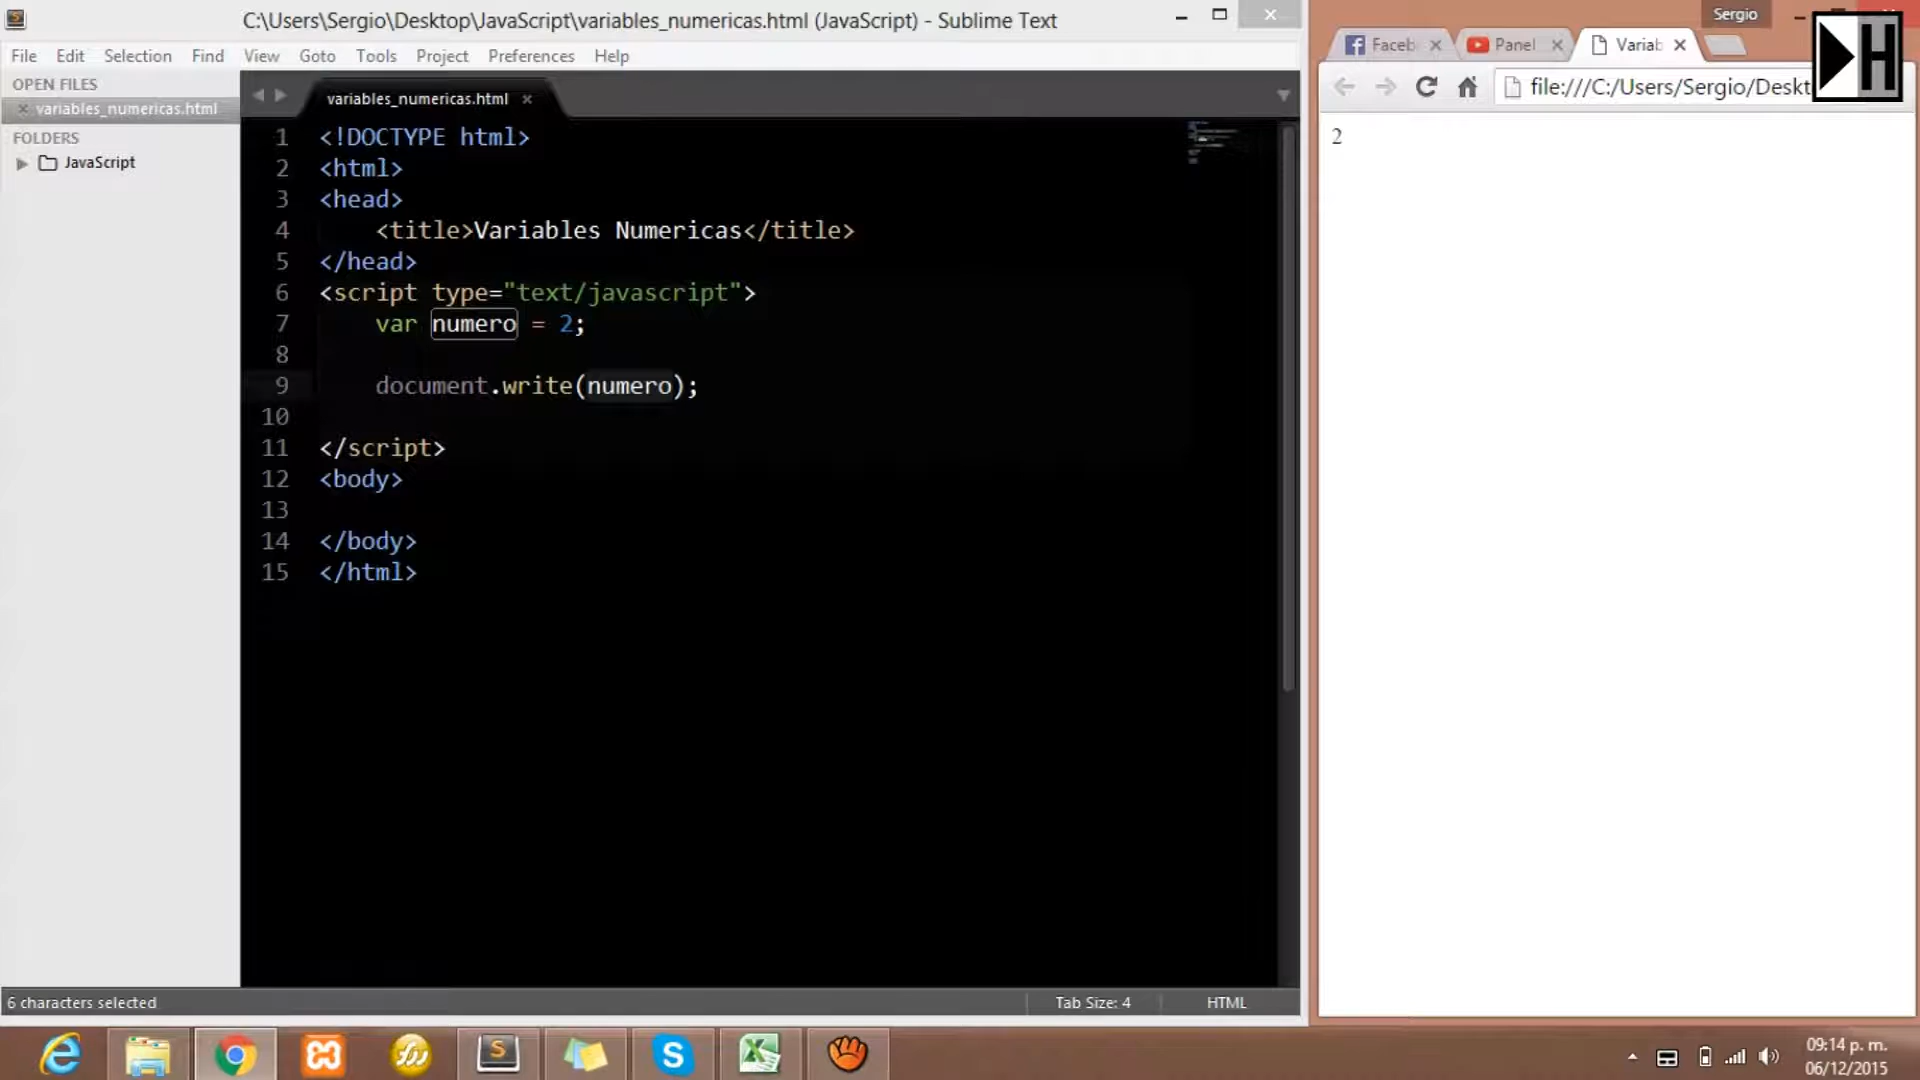 C:\Users\Sergio\Desktop\JavaScript\variables_numericas.html (JavaScript) - Sublime Text
File Edit Selection Find View Goto Tools Project Preferences Help
OPEN FILES
variables_numericas.html
FOLDERS
JavaScript
variables_numericas.html
1 <!DOCTYPE html>
2 <html>
3 <head>
4 <title>Variables Numericas</title>
5 </head>
6 <script type="text/javascript">
7 var numero = 2;
8
9 document.write(numero);
10
11 </script>
12 <body>
13
14 </body>
15 </html>
6 characters selected
Tab Size: 4
HTML
Sergio
Faceb
Panel
Variab
file:///C:/Users/Sergio/Deskt
H
2
09:14 p. m.
06/12/2015